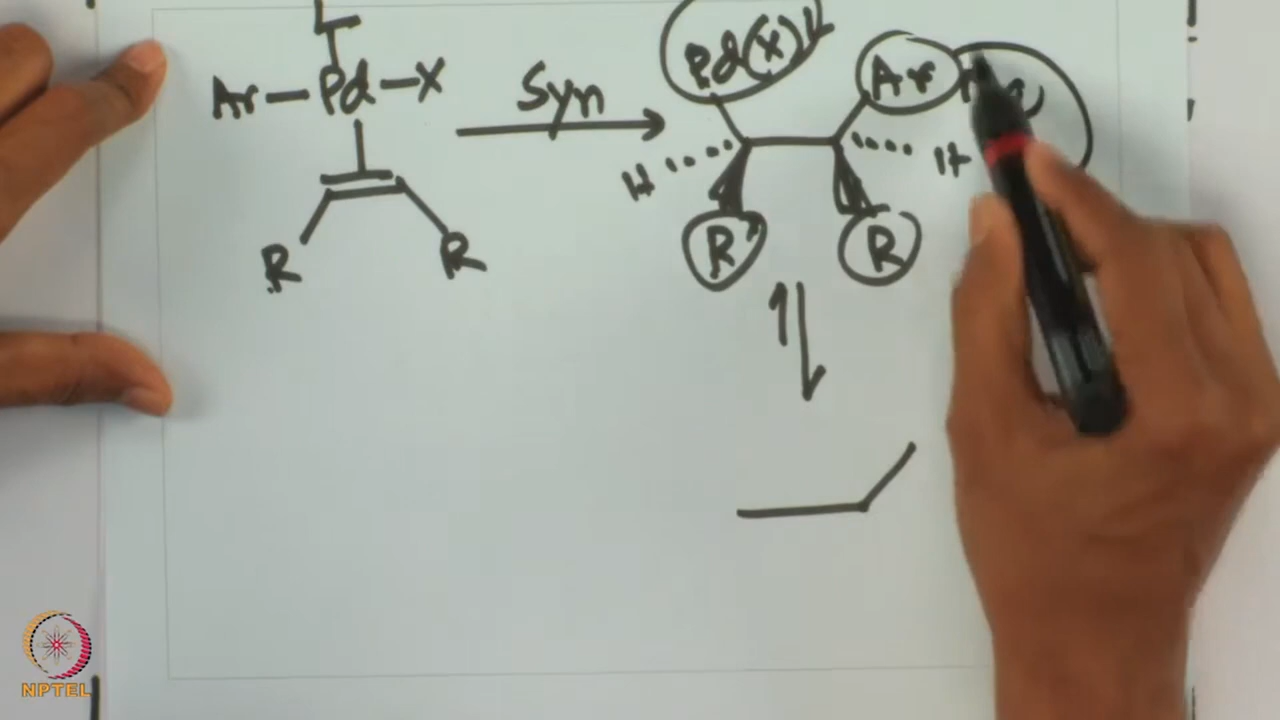 L
Ar—Pd—X
R R
Syn
Pd(X)L
Ar
H H
R R
NPTEL